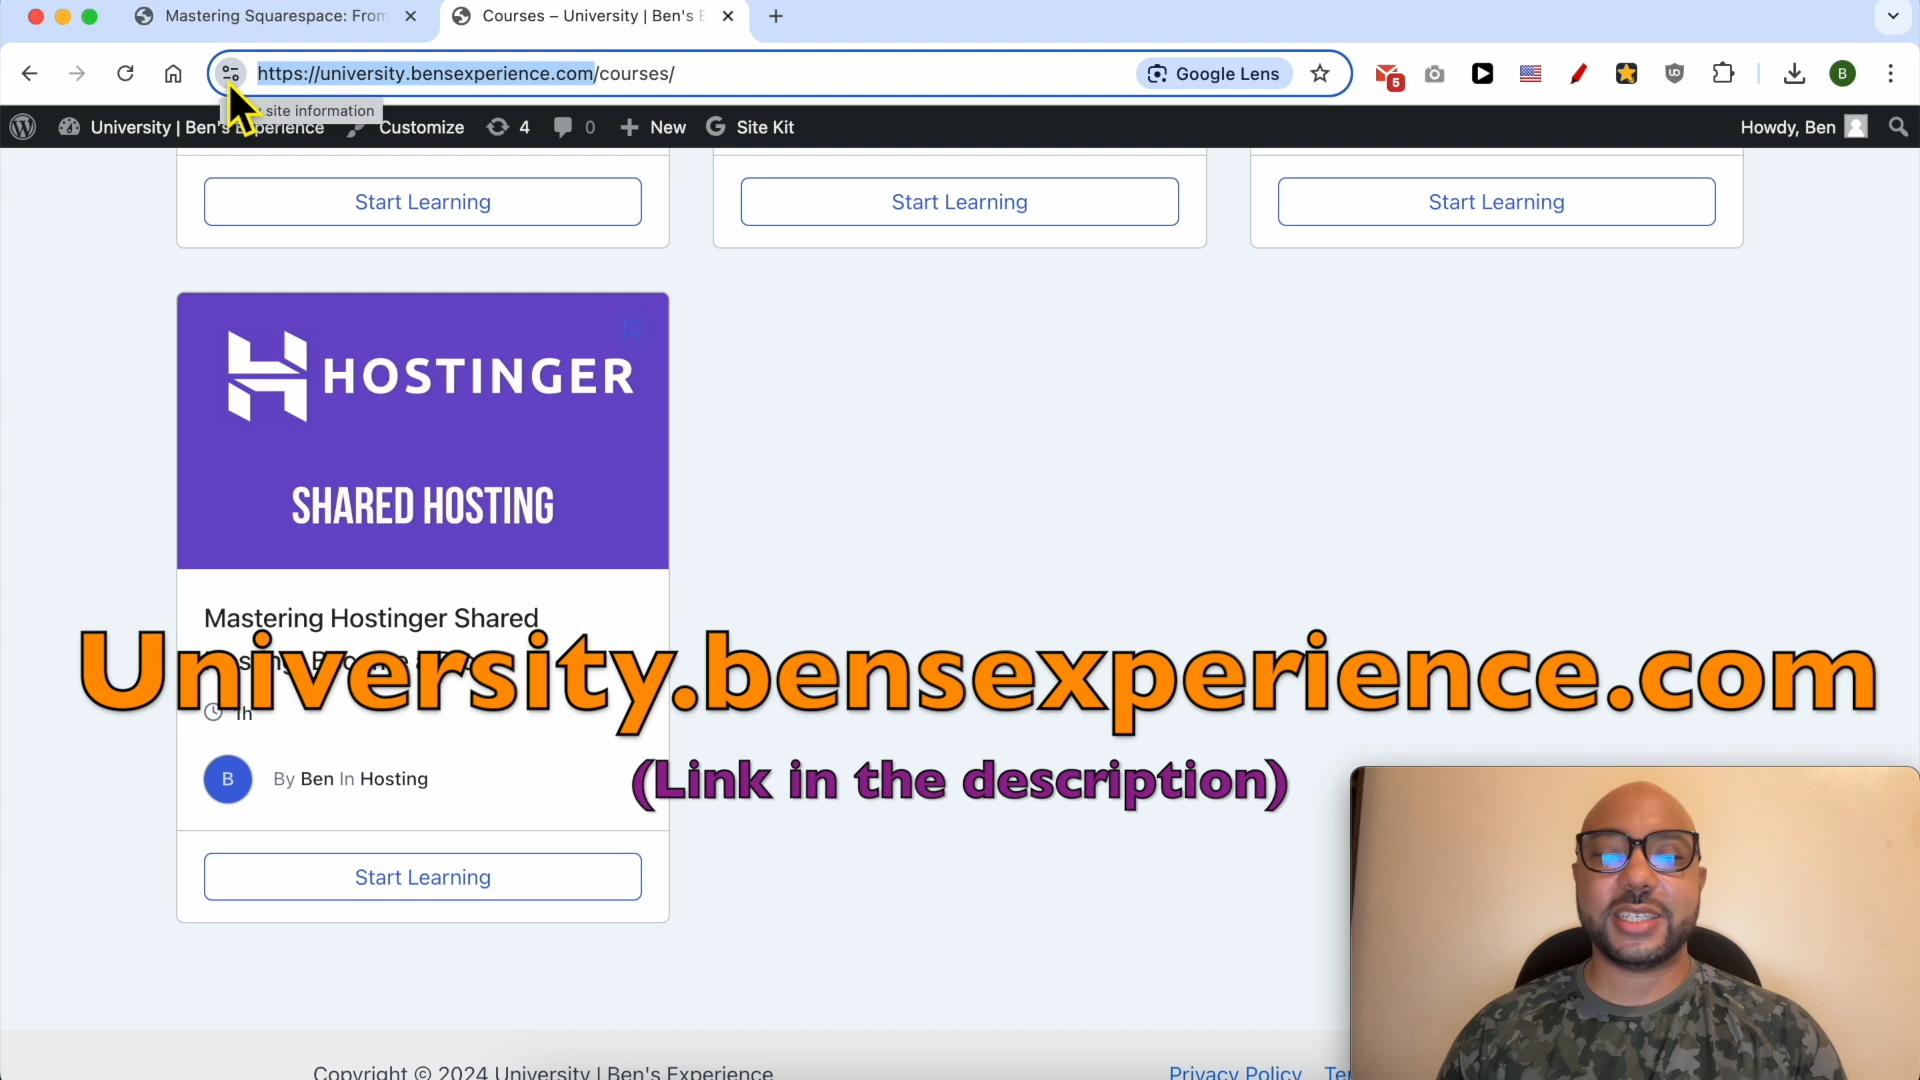 Mastering Squarespace: From
Courses – University | Ben's E
https://university.bensexperience.com/courses/
Google Lens
5
B
site information
University | Ben's Experience
Customize
4
0
New
Site Kit
Howdy, Ben
Start Learning
Start Learning
Start Learning
HOSTINGER
SHARED HOSTING
Mastering Hostinger Shared
University.bensexperience.com
1h
(Link in the description)
B
By Ben In Hosting
Start Learning
Copyright © 2024 University | Ben's Experience
Privacy Policy